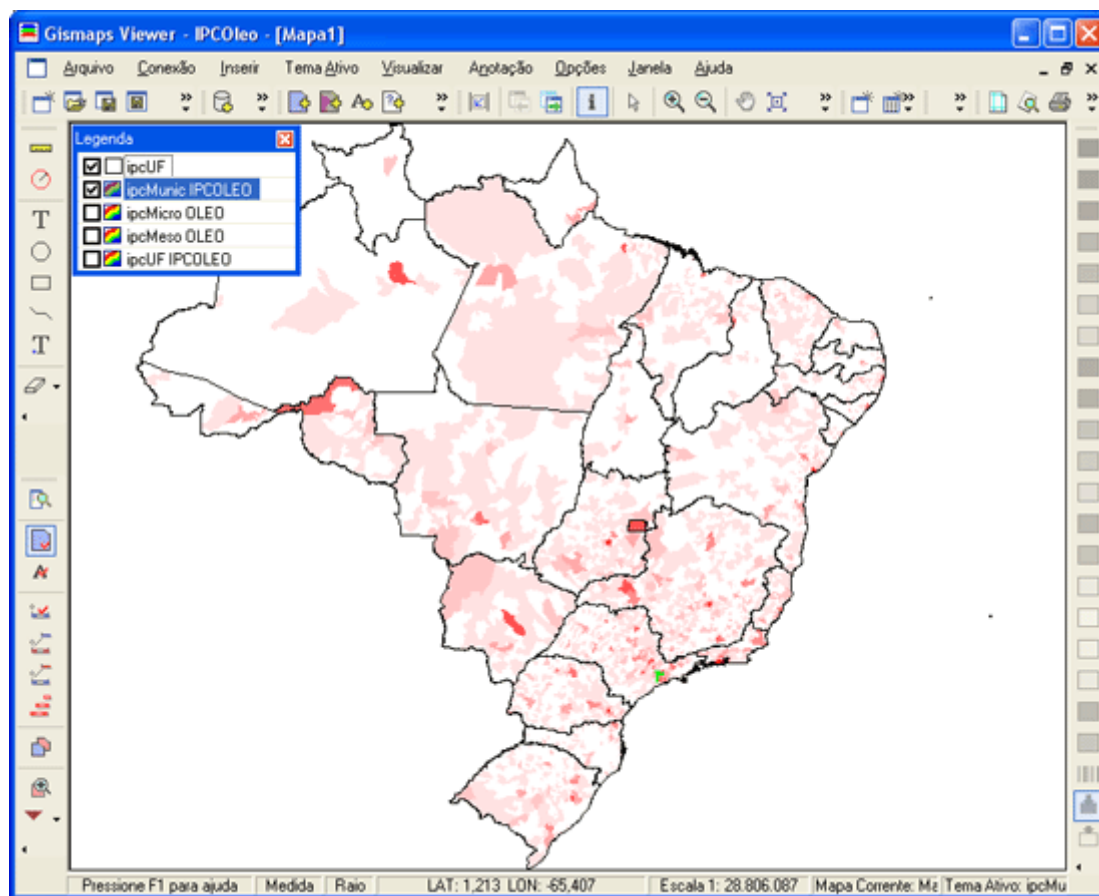 Gismaps Viewer - IPCOleo - [Mapa1]
Arquivo Conexão Inserir Tema Ativo Visualizar Anotação Opções Janela Ajuda
Legenda
ipcUF
ipcMunic IPCOLEO
ipcMicro OLEO
ipcMeso OLEO
ipcUF IPCOLEO
Pressione F1 para ajuda Medida Raio LAT: 1,213 LON: -65,407 Escala 1: 28.806.087 Mapa Corrente: Ma Tema Ativo: ipcMu